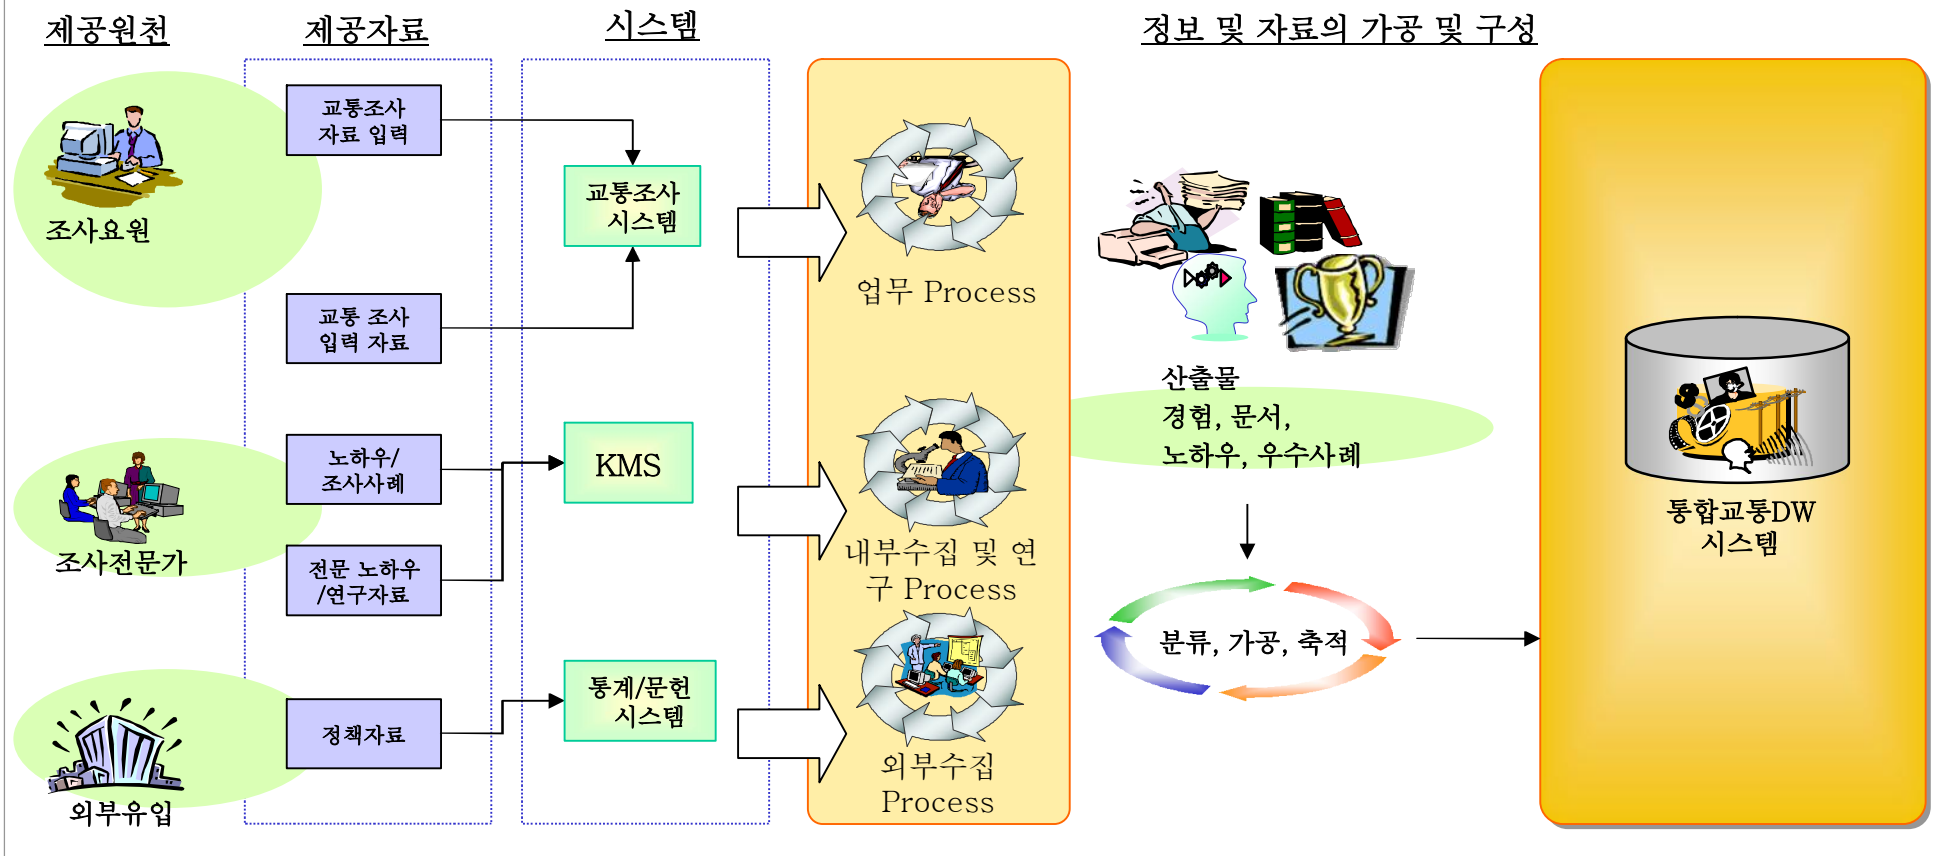 제공원천
제공자료
시스템
정보 및 자료의 가공 및 구성
조사요원
교통조사
자료 입력
교통 조사
입력 자료
교통조사
시스템
업무 Process
조사전문가
노하우/
조사사례
전문 노하우
/연구자료
KMS
내부수집 및 연
구 Process
외부유입
정책자료
통계/문헌
시스템
외부수집
Process
산출물
경험, 문서,
노하우, 우수사례
분류, 가공, 축적
통합교통DW
시스템